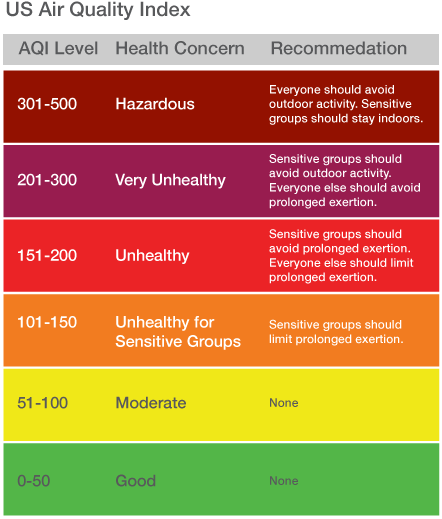 US Air Quality Index
AQI Level Health Concern Recommedation
301-500 Hazardous
Everyone should avoid
outdoor activity. Sensitive
groups should stay indoors.
201-300 Very Unhealthy
Sensitive groups should
avoid outdoor activity.
Everyone else should avoid
prolonged exertion.
151-200 Unhealthy
Sensitive groups should
avoid prolonged exertion.
Everyone else should limit
prolonged exertion.
101-150 Unhealthy for
Sensitive Groups
Sensitive groups should
limit prolonged exertion.
51-100 Moderate None
0-50 Good None